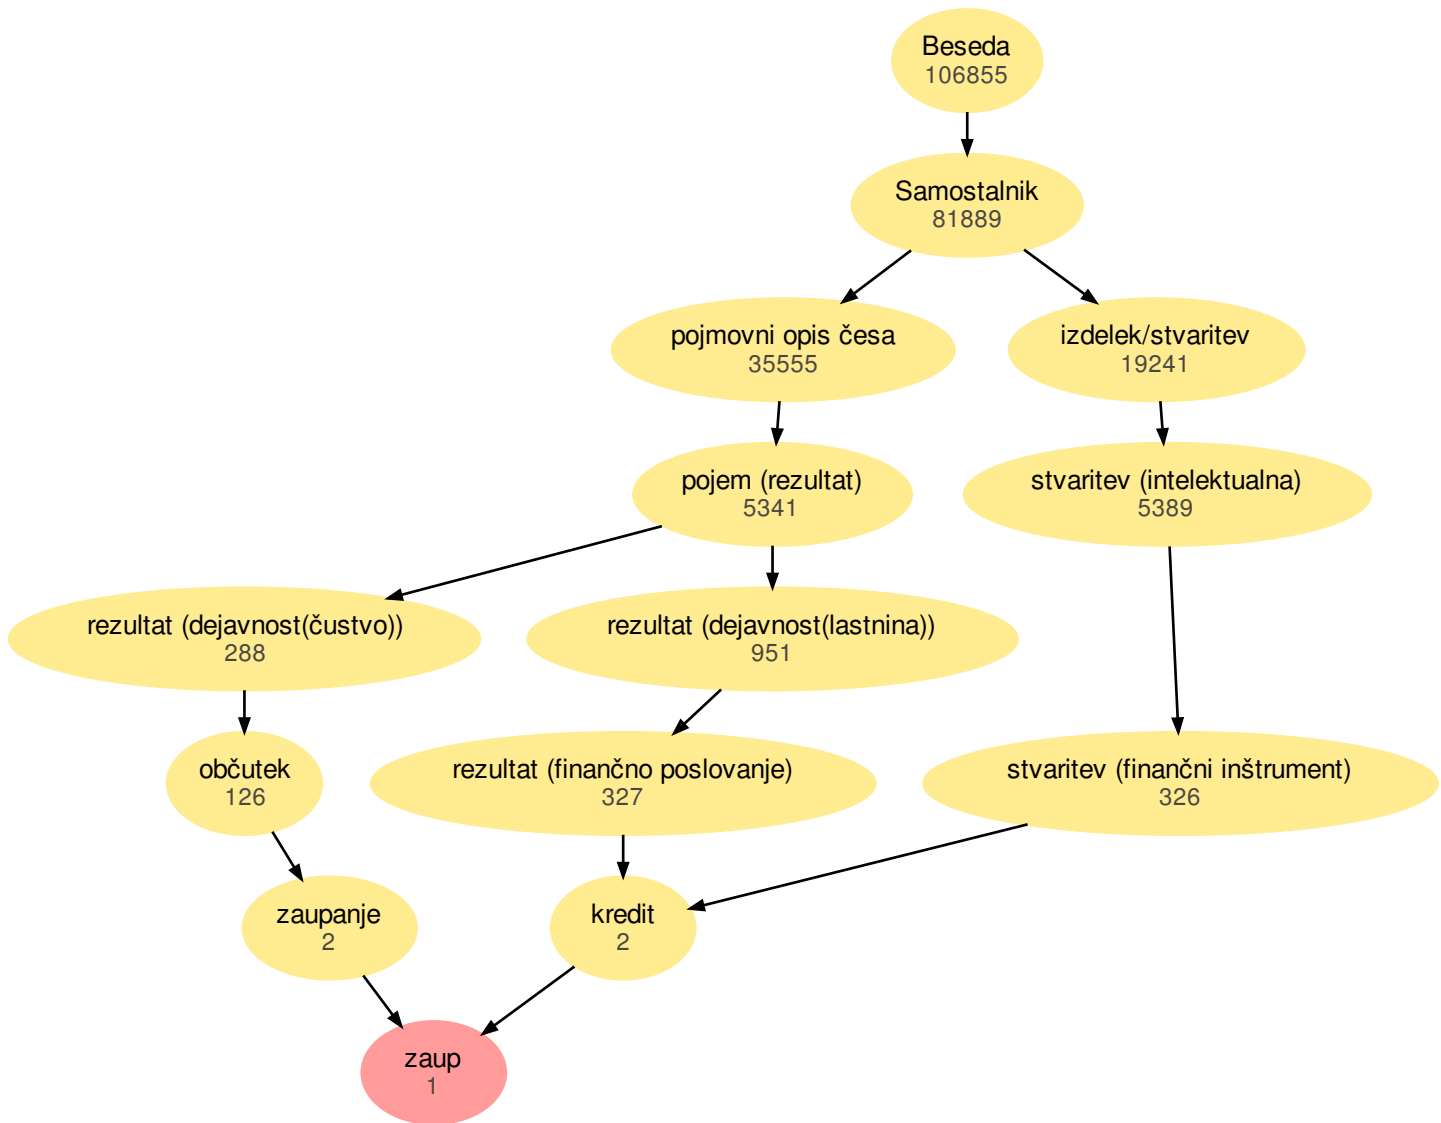 Beseda
106855
Samostalnik
81889
pojmovni opis česa
35555
izdelek/stvaritev
19241
pojem (rezultat)
5341
stvaritev (intelektualna)
5389
rezultat (dejavnost(čustvo))
288
rezultat (dejavnost(lastnina))
951
občutek
126
rezultat (finančno poslovanje)
327
stvaritev (finančni inštrument)
326
zaupanje
2
kredit
2
zaup
1